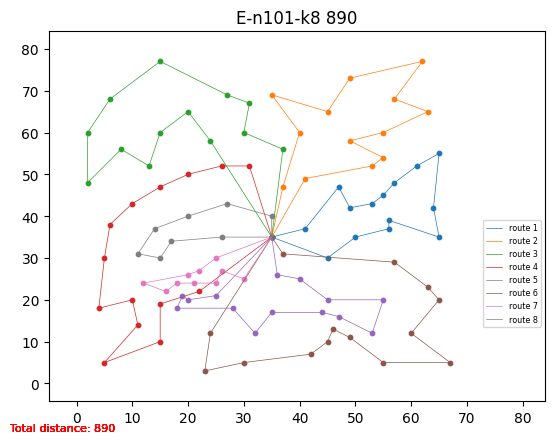 E-n101-k8 890
80
70
60
50
40
30
20
10
0
0 10 20 30 40 50 60 70 80
route 1
route 2
route 3
route 4
route 5
route 6
route 7
route 8
Total distance: 890